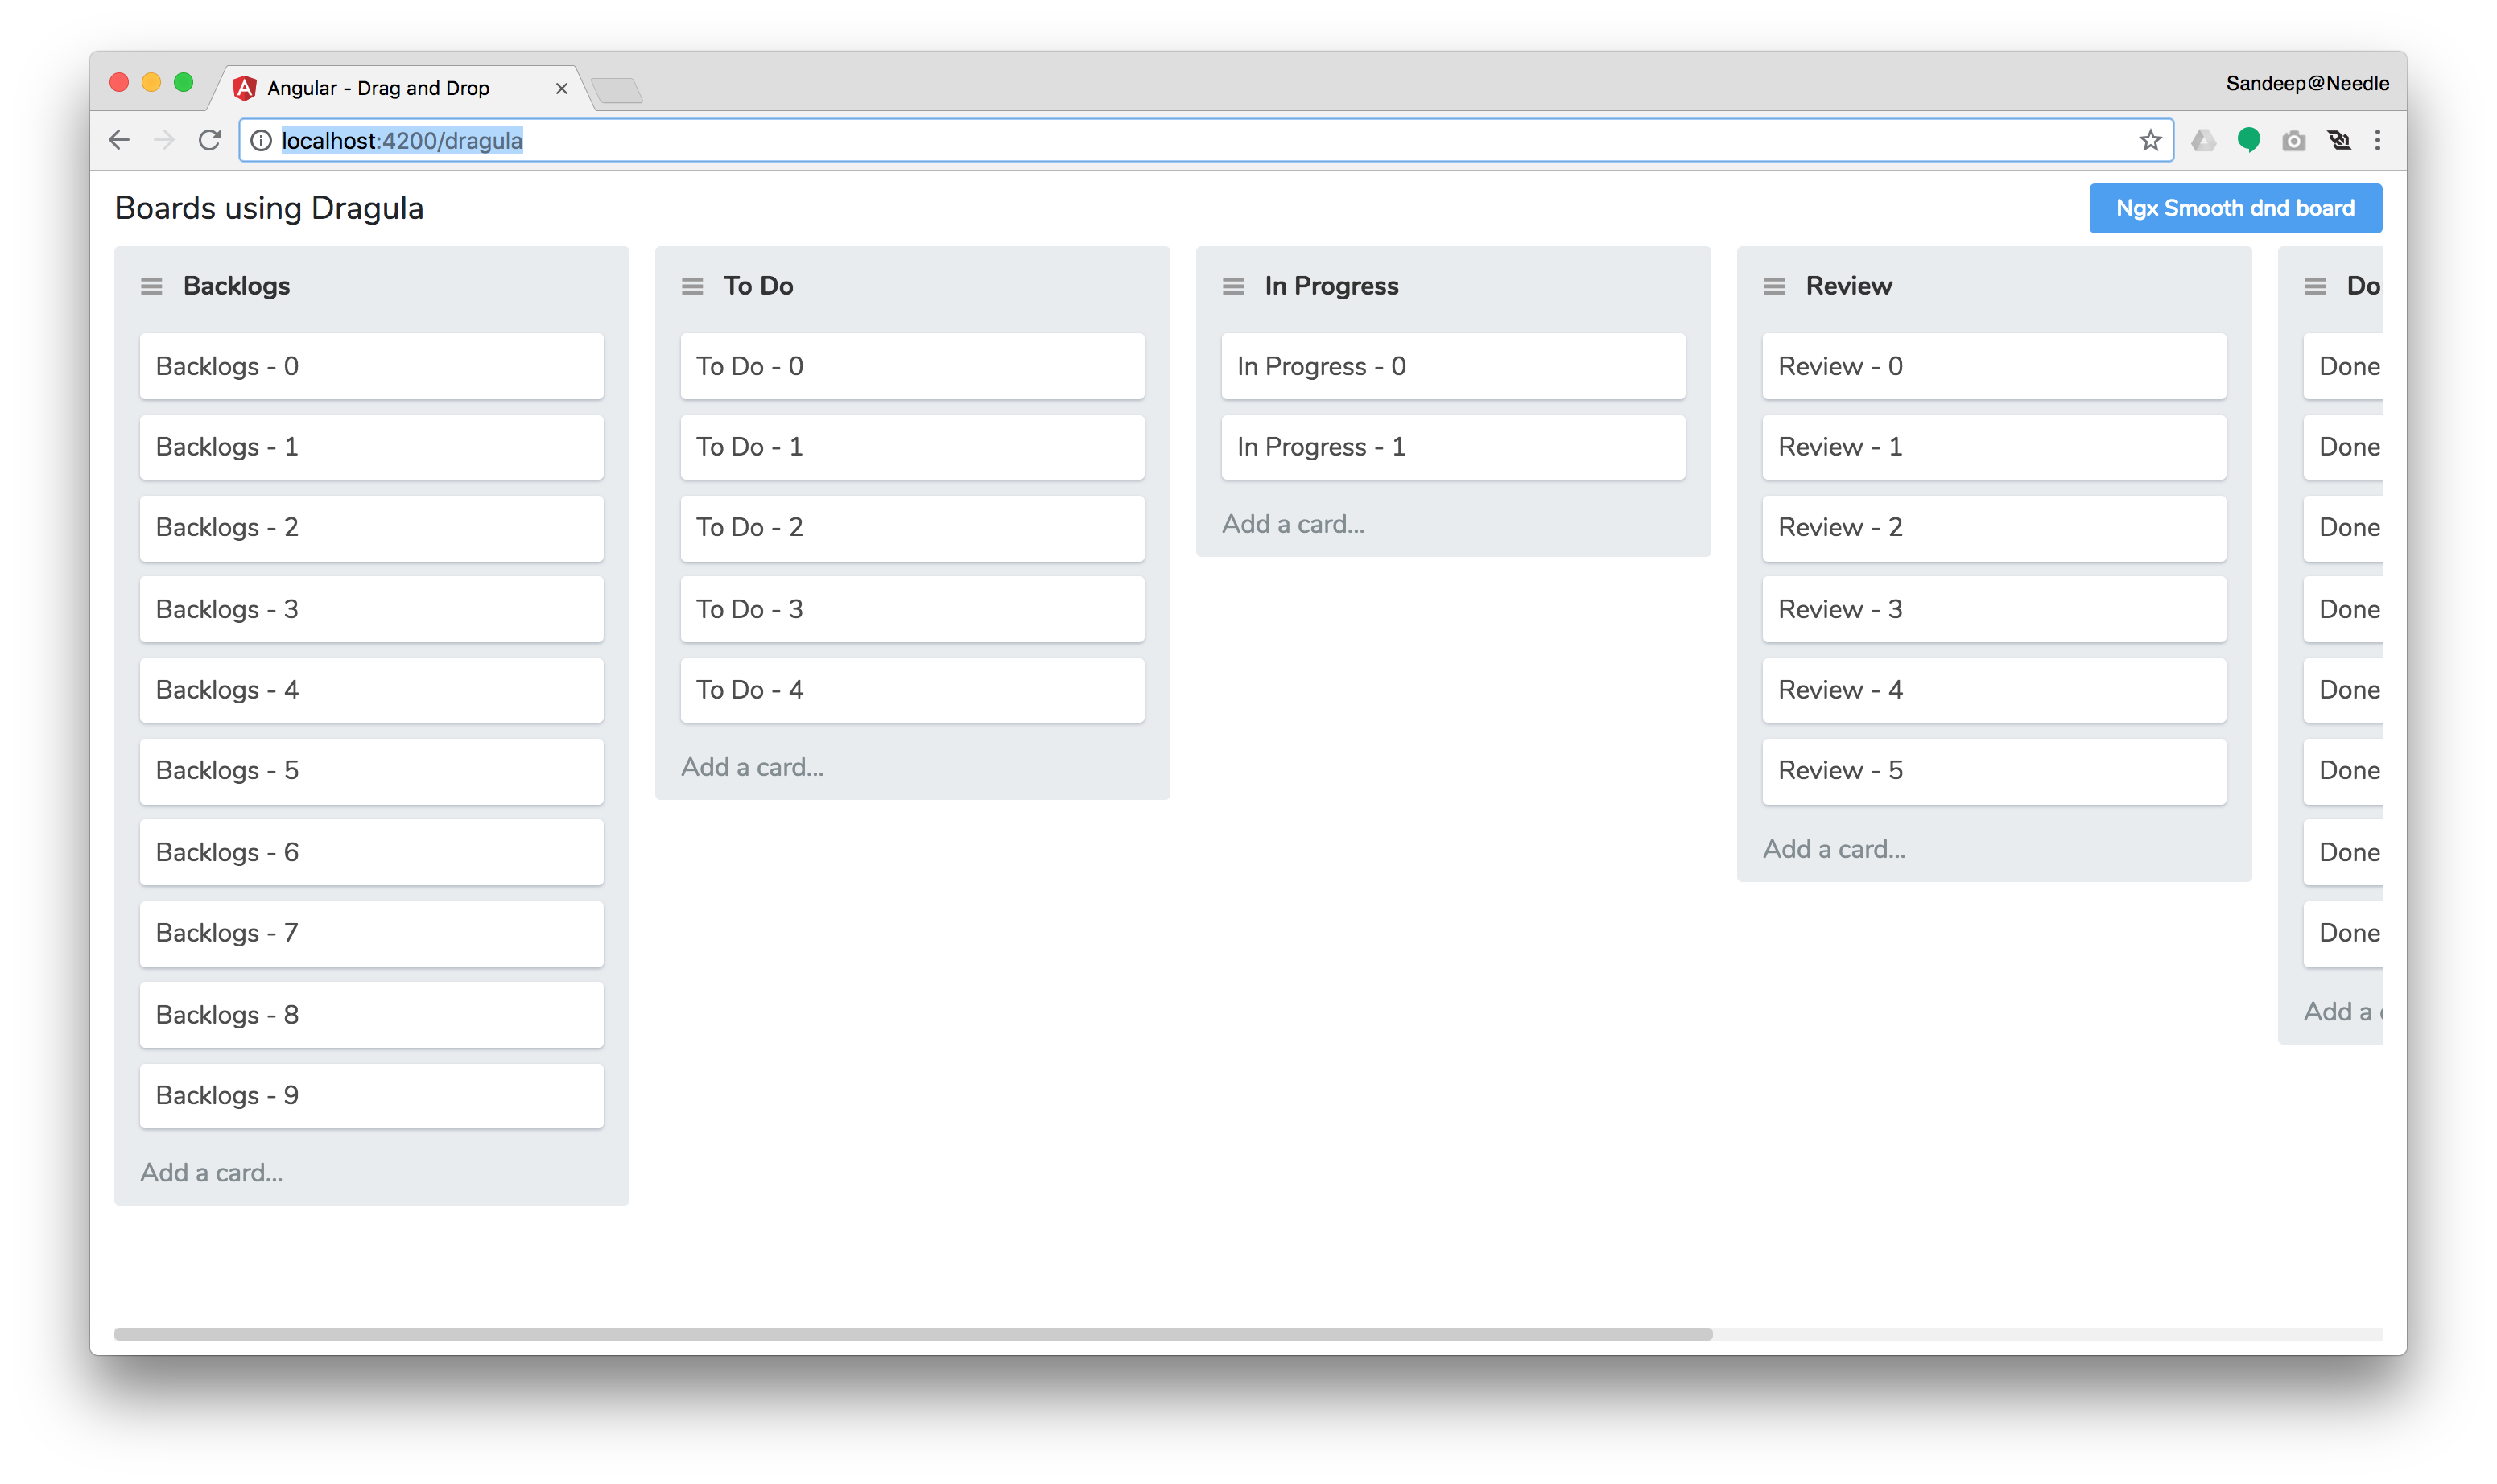 Angular - Drag and Drop
Sandeep@Needle
localhost:4200/dragula
Boards using Dragula
Ngx Smooth dnd board
Backlogs
Backlogs - 0
Backlogs - 1
Backlogs - 2
Backlogs - 3
Backlogs - 4
Backlogs - 5
Backlogs - 6
Backlogs - 7
Backlogs - 8
Backlogs - 9
Add a card...
To Do
To Do - 0
To Do - 1
To Do - 2
To Do - 3
To Do - 4
Add a card...
In Progress
In Progress - 0
In Progress - 1
Add a card...
Review
Review - 0
Review - 1
Review - 2
Review - 3
Review - 4
Review - 5
Add a card...
Do
Done
Done
Done
Done
Done
Done
Done
Done
Add a